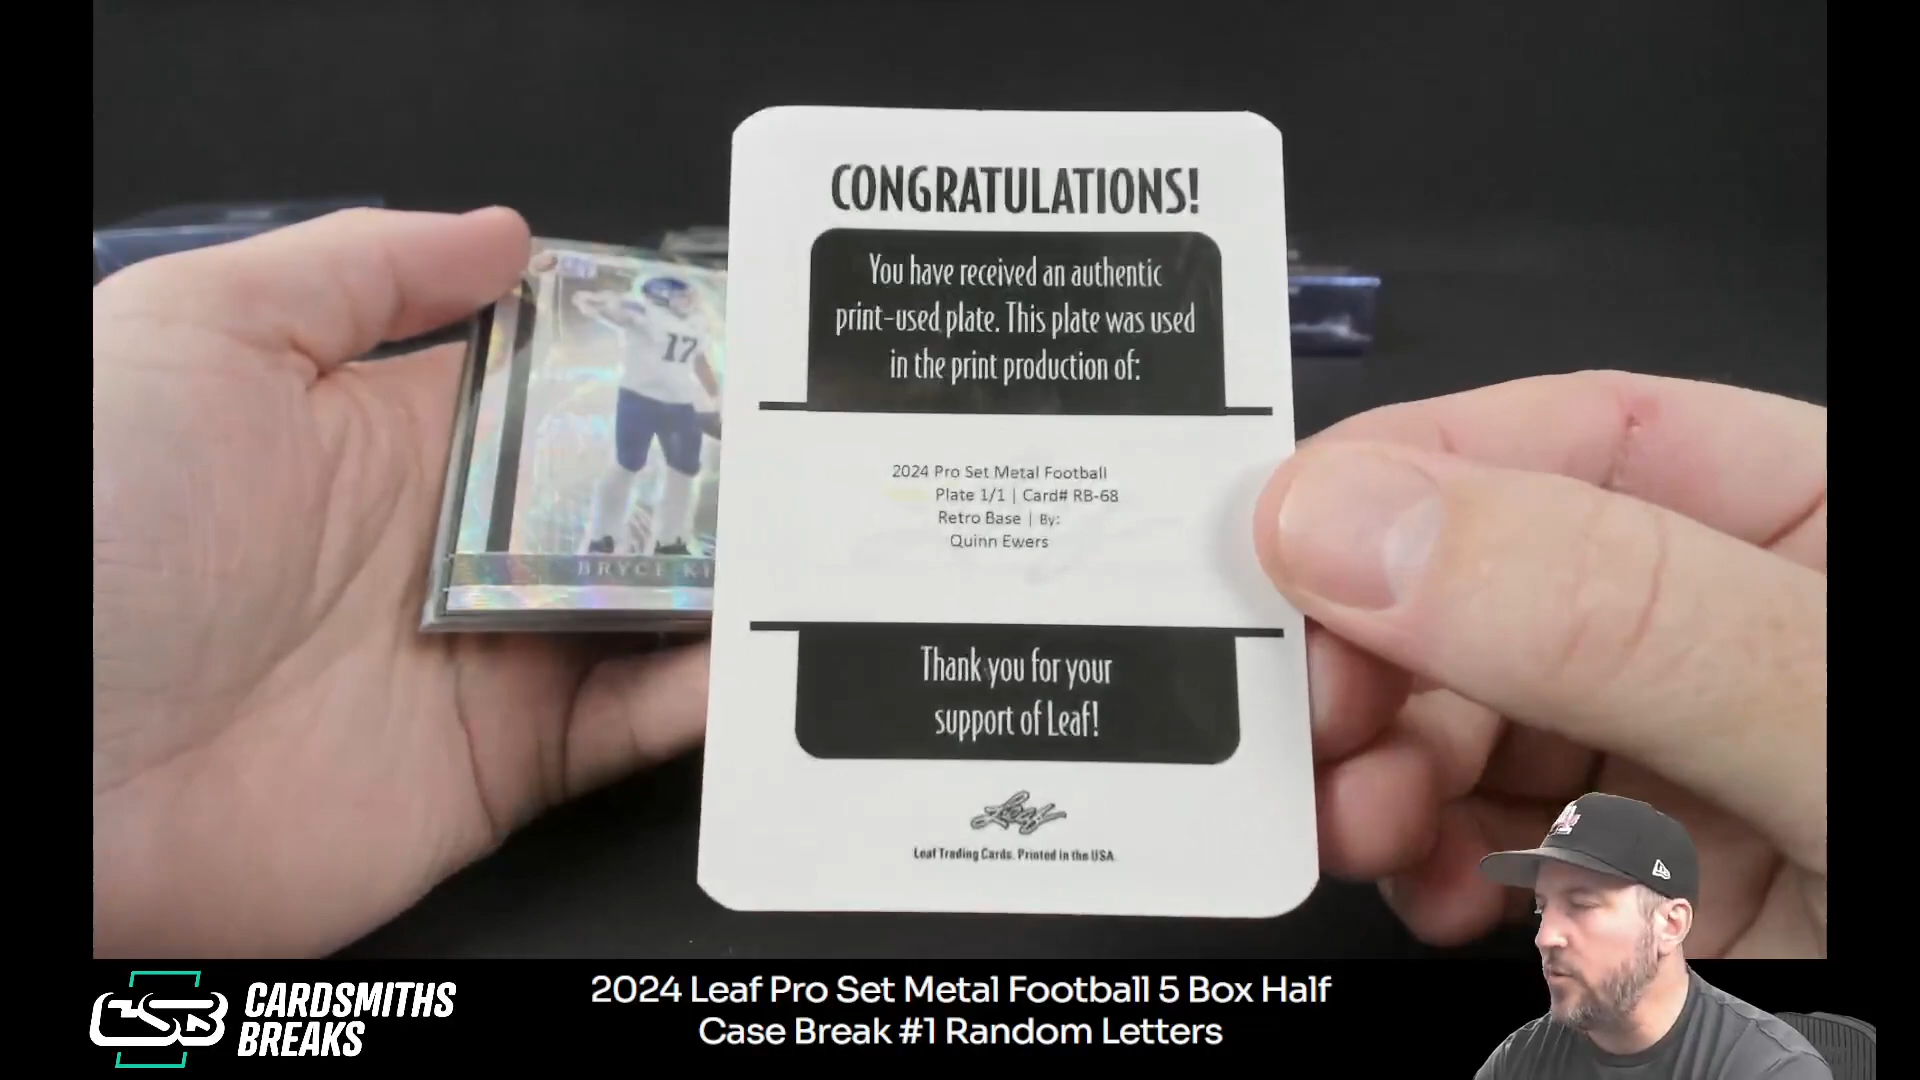 CONGRATULATIONS!
You have received an authentic
print-used plate. This plate was used
in the print production of:
17
2024 Pro Set Metal Football
Plate 1/1 | Card# RB-68
Retro Base | By:
Quinn Ewers
BRYCE
Thank you for your
support of Leaf!
Leaf
Leaf Trading Cards. Printed in the USA.
CSB CARDSMITHS
BREAKS
2024 Leaf Pro Set Metal Football 5 Box Half
Case Break #1 Random Letters